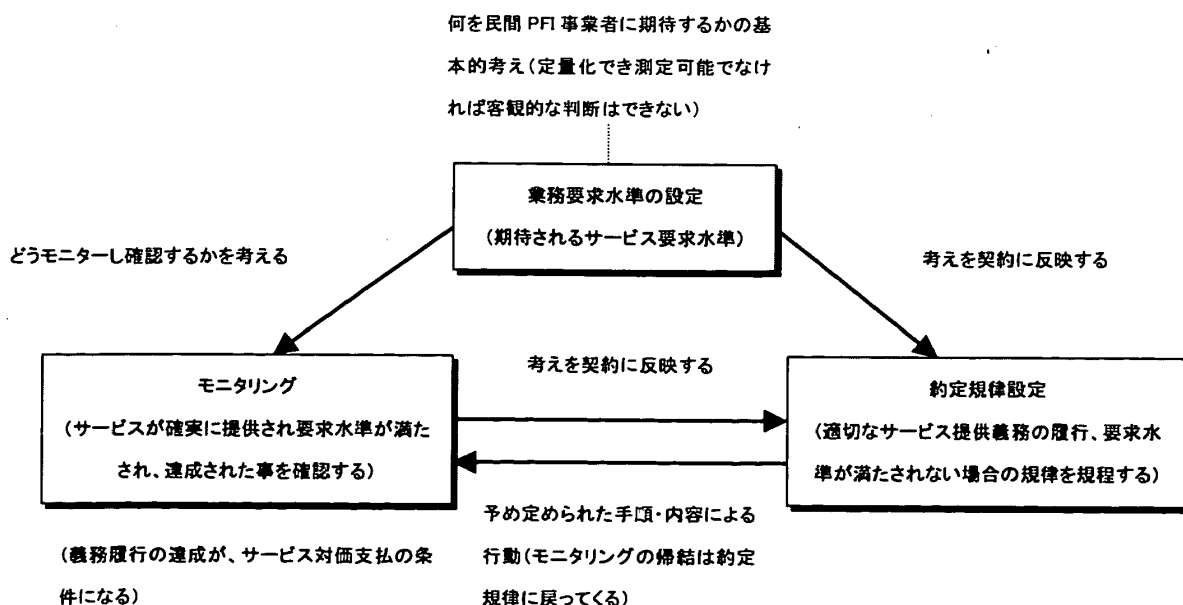 何を民間 PFI 事業者に期待するかの基
本的考え(定量化でき測定可能でなけ
れば客観的な判断はできない)
業務要求水準の設定
(期待されるサービス要求水準)
どうモニターし確認するかを考える
考えを契約に反映する
考えを契約に反映する
モニタリング
(サービスが確実に提供され要求水準が満た
され、達成された事を確認する)
約定規律設定
(適切なサービス提供義務の履行、要求水
準が満たされない場合の規律を規程する)
予め定められた手順・内容による
行動(モニタリングの帰結は約定
規律に戻ってくる)
(義務履行の達成が、サービス対価支払の条
件になる)